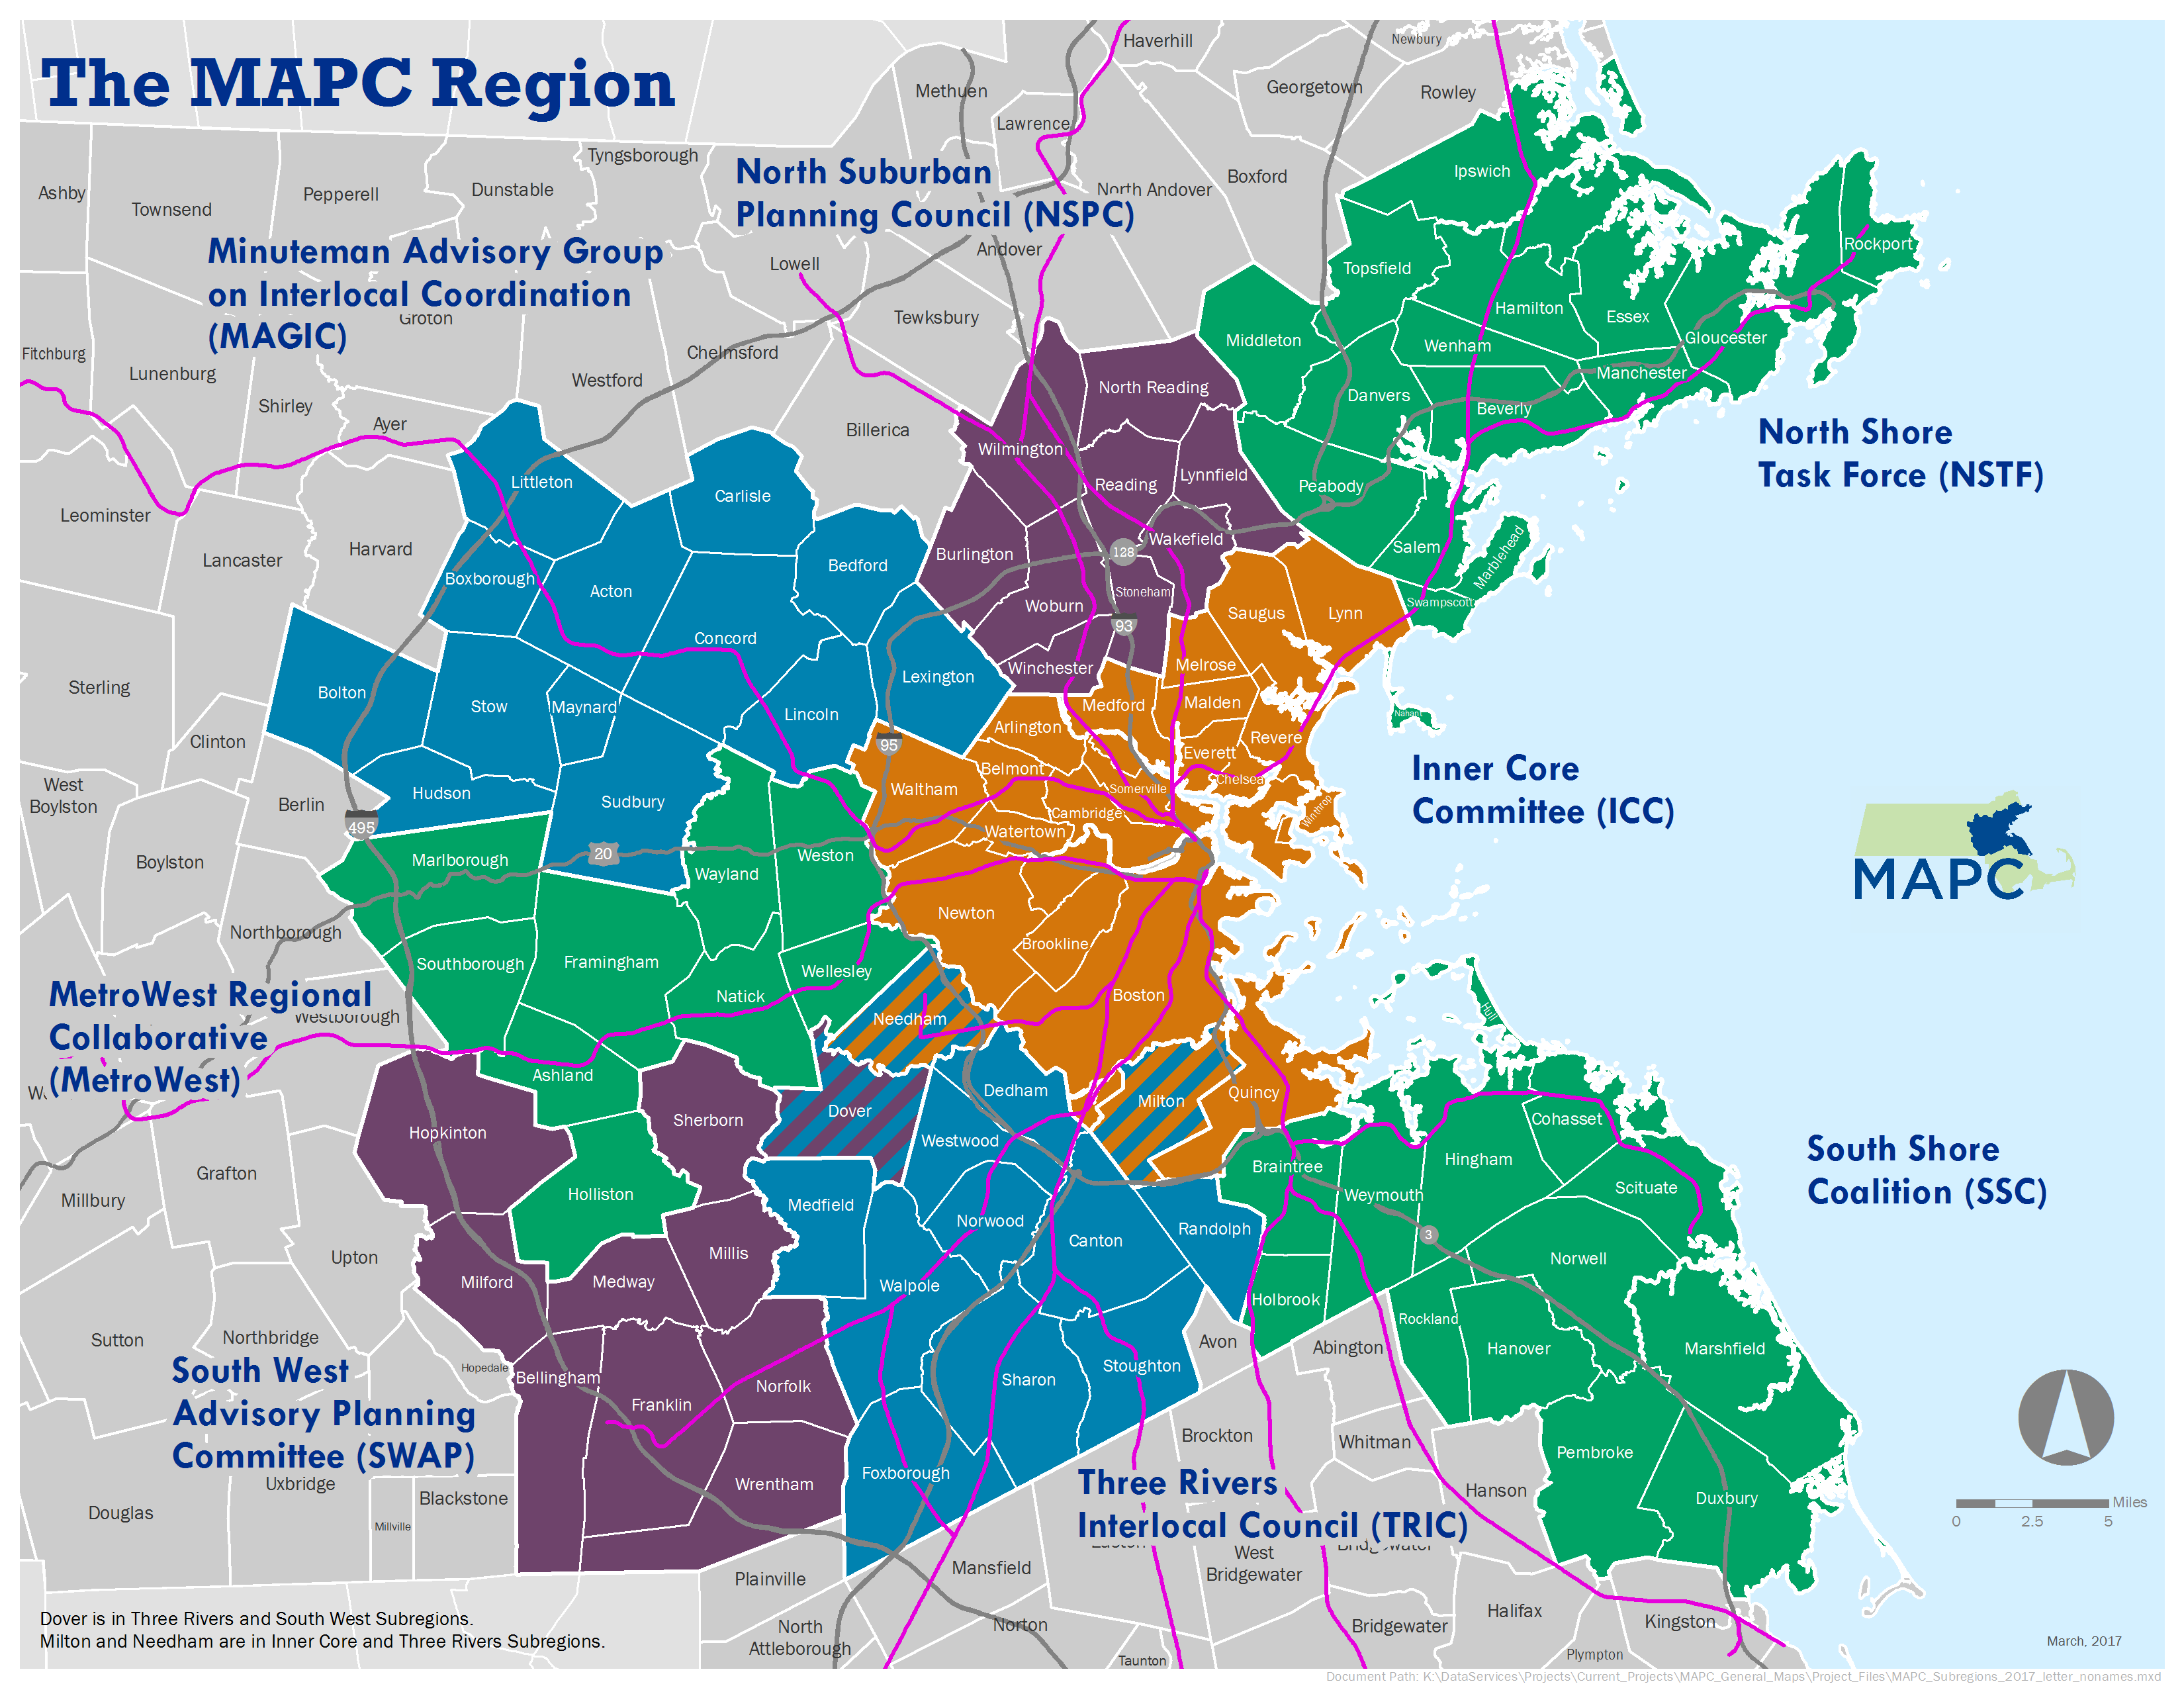 The MAPC Region
Haverhill
Newbury
Methuen
Georgetown
Rowley
Lawrence
Tyngsborough
North Suburban
Planning Council (NSPC)
Ipswich
Ashby
Townsend
Pepperell
Dunstable
North Andover
Boxford
Minuteman Advisory Group
on Interlocal Coordination
(MAGIC)
Groton
Andover
Lowell
Rockport
Topsfield
Hamilton
Essex
Tewksbury
Gloucester
Middleton
Wenham
Fitchburg
Lunenburg
Chelmsford
Westford
Manchester
North Reading
Danvers
Shirley
Beverly
Ayer
Billerica
North Shore
Task Force (NSTF)
Wilmington
Lynnfield
Reading
Peabody
Littleton
Carlisle
Leominster
Wakefield
Salem
Marblehead
Harvard
Lancaster
128
Burlington
Bedford
Boxborough
Acton
Stoneham
Swampscott
Woburn
Saugus
Lynn
93
Concord
Melrose
Winchester
Lexington
Sterling
Bolton
Stow
Maynard
Lincoln
Medford
Malden
Nahant
Arlington
Clinton
95
Revere
Everett
Belmont
Chelsea
Inner Core
Committee (ICC)
West
Boylston
Waltham
Somerville
Hudson
Sudbury
Berlin
Cambridge
Winthrop
495
Watertown
20
Weston
Marlborough
Boylston
Wayland
MAPC
Newton
Northborough
Brookline
Southborough
Framingham
Wellesley
Natick
Boston
MetroWest Regional
Collaborative
(MetroWest)
Westborough
Needham
Hull
Ashland
Dedham
Quincy
Milton
Dover
Sherborn
Cohasset
Hopkinton
Westwood
South Shore
Coalition (SSC)
Hingham
Braintree
Grafton
Holliston
Weymouth
Scituate
Millbury
Medfield
Norwood
Randolph
3
Canton
Upton
Millis
Norwell
Milford
Medway
Walpole
Holbrook
Rockland
Sutton
Northbridge
Avon
Abington
Hanover
Marshfield
Hopedale
South West
Advisory Planning
Committee (SWAP)
Bellingham
Stoughton
Sharon
Norfolk
Franklin
Brockton
Whitman
Pembroke
Foxborough
Wrentham
Uxbridge
Three Rivers
Interlocal Council (TRIC)
Hanson
Blackstone
Duxbury
Douglas
Millville
Miles
0 2.5 5
Easton
West
Bridgewater
Bridgewater
Mansfield
Plainville
Halifax
Dover is in Three Rivers and South West Subregions.
Milton and Needham are in Inner Core and Three Rivers Subregions.
North
Attleborough
Norton
Bridgewater
Kingston
Plympton
Taunton
March, 2017
Document Path: K:\DataServices\Projects\Current_Projects\MAPC_General_Maps\Project_Files\MAPC_Subregions_2017_letter_nonames.mxd